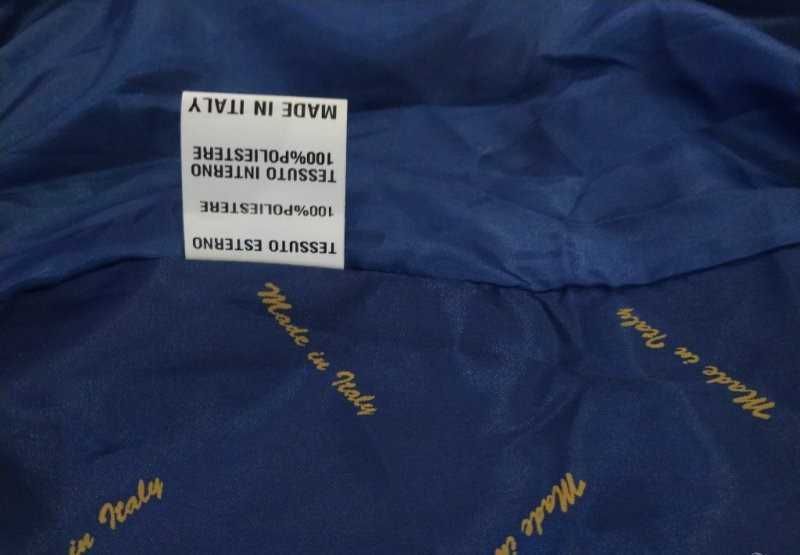 TESSUTO ESTERNO
100%POLIESTERE
TESSUTO INTERNO
100%POLIESTERE
MADE IN ITALY
Made in Italy
Made in Italy
in Italy
Made in